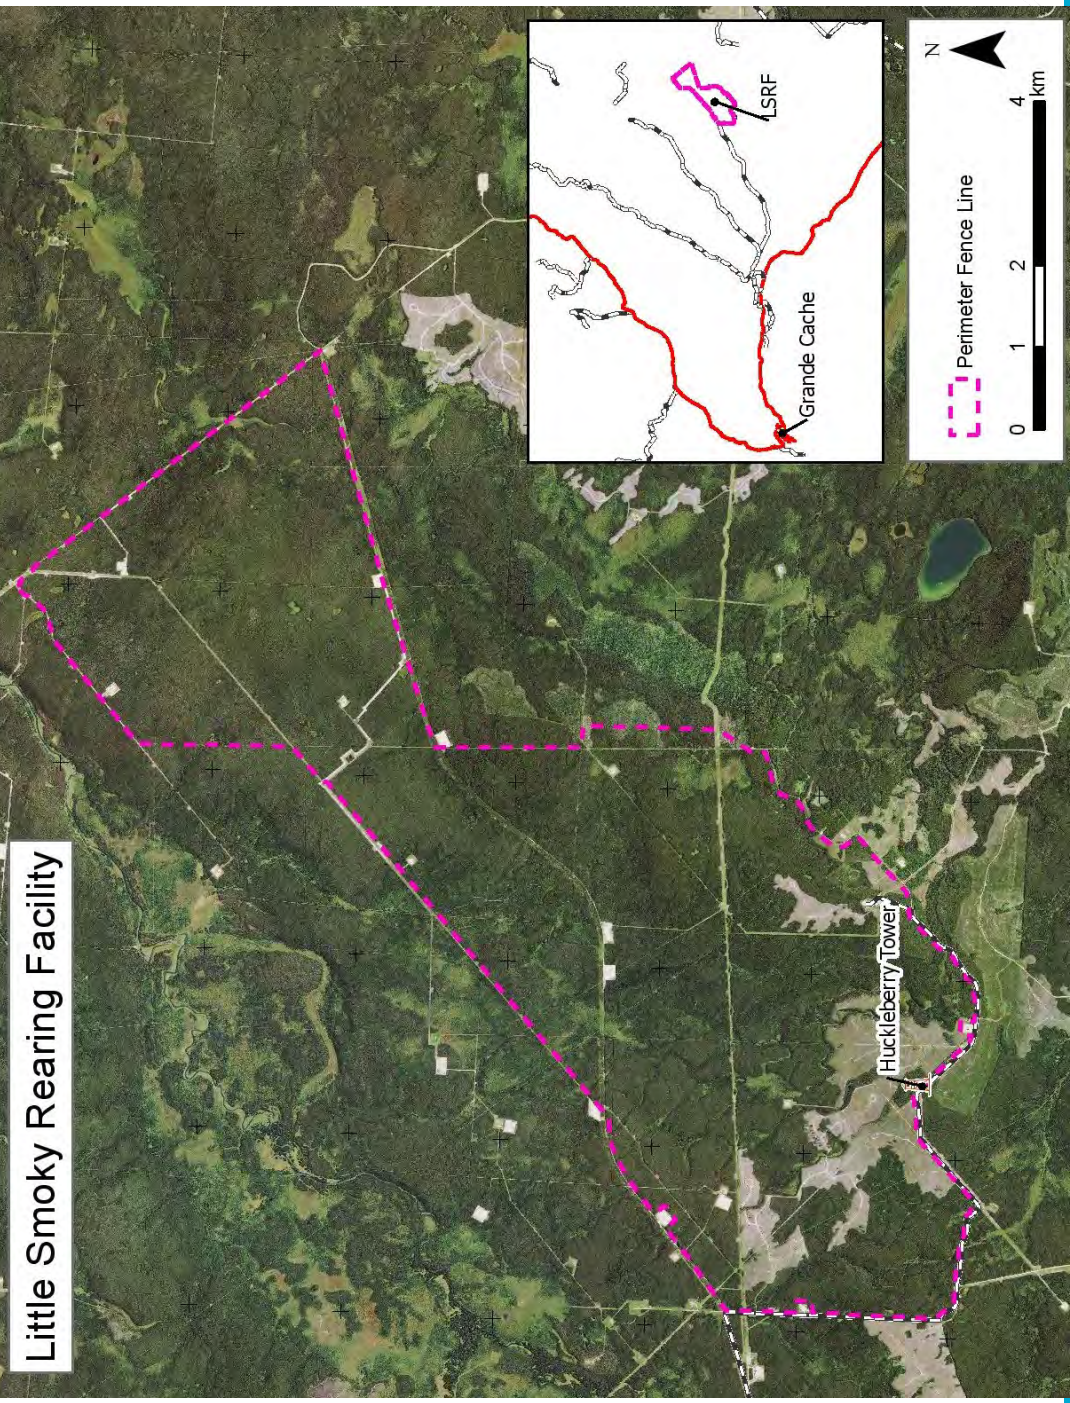 Little Smoky Rearing Facility
Huckleberry Tower
LSRF
Grande Cache
N
Perimeter Fence Line
0 1 2 4
km